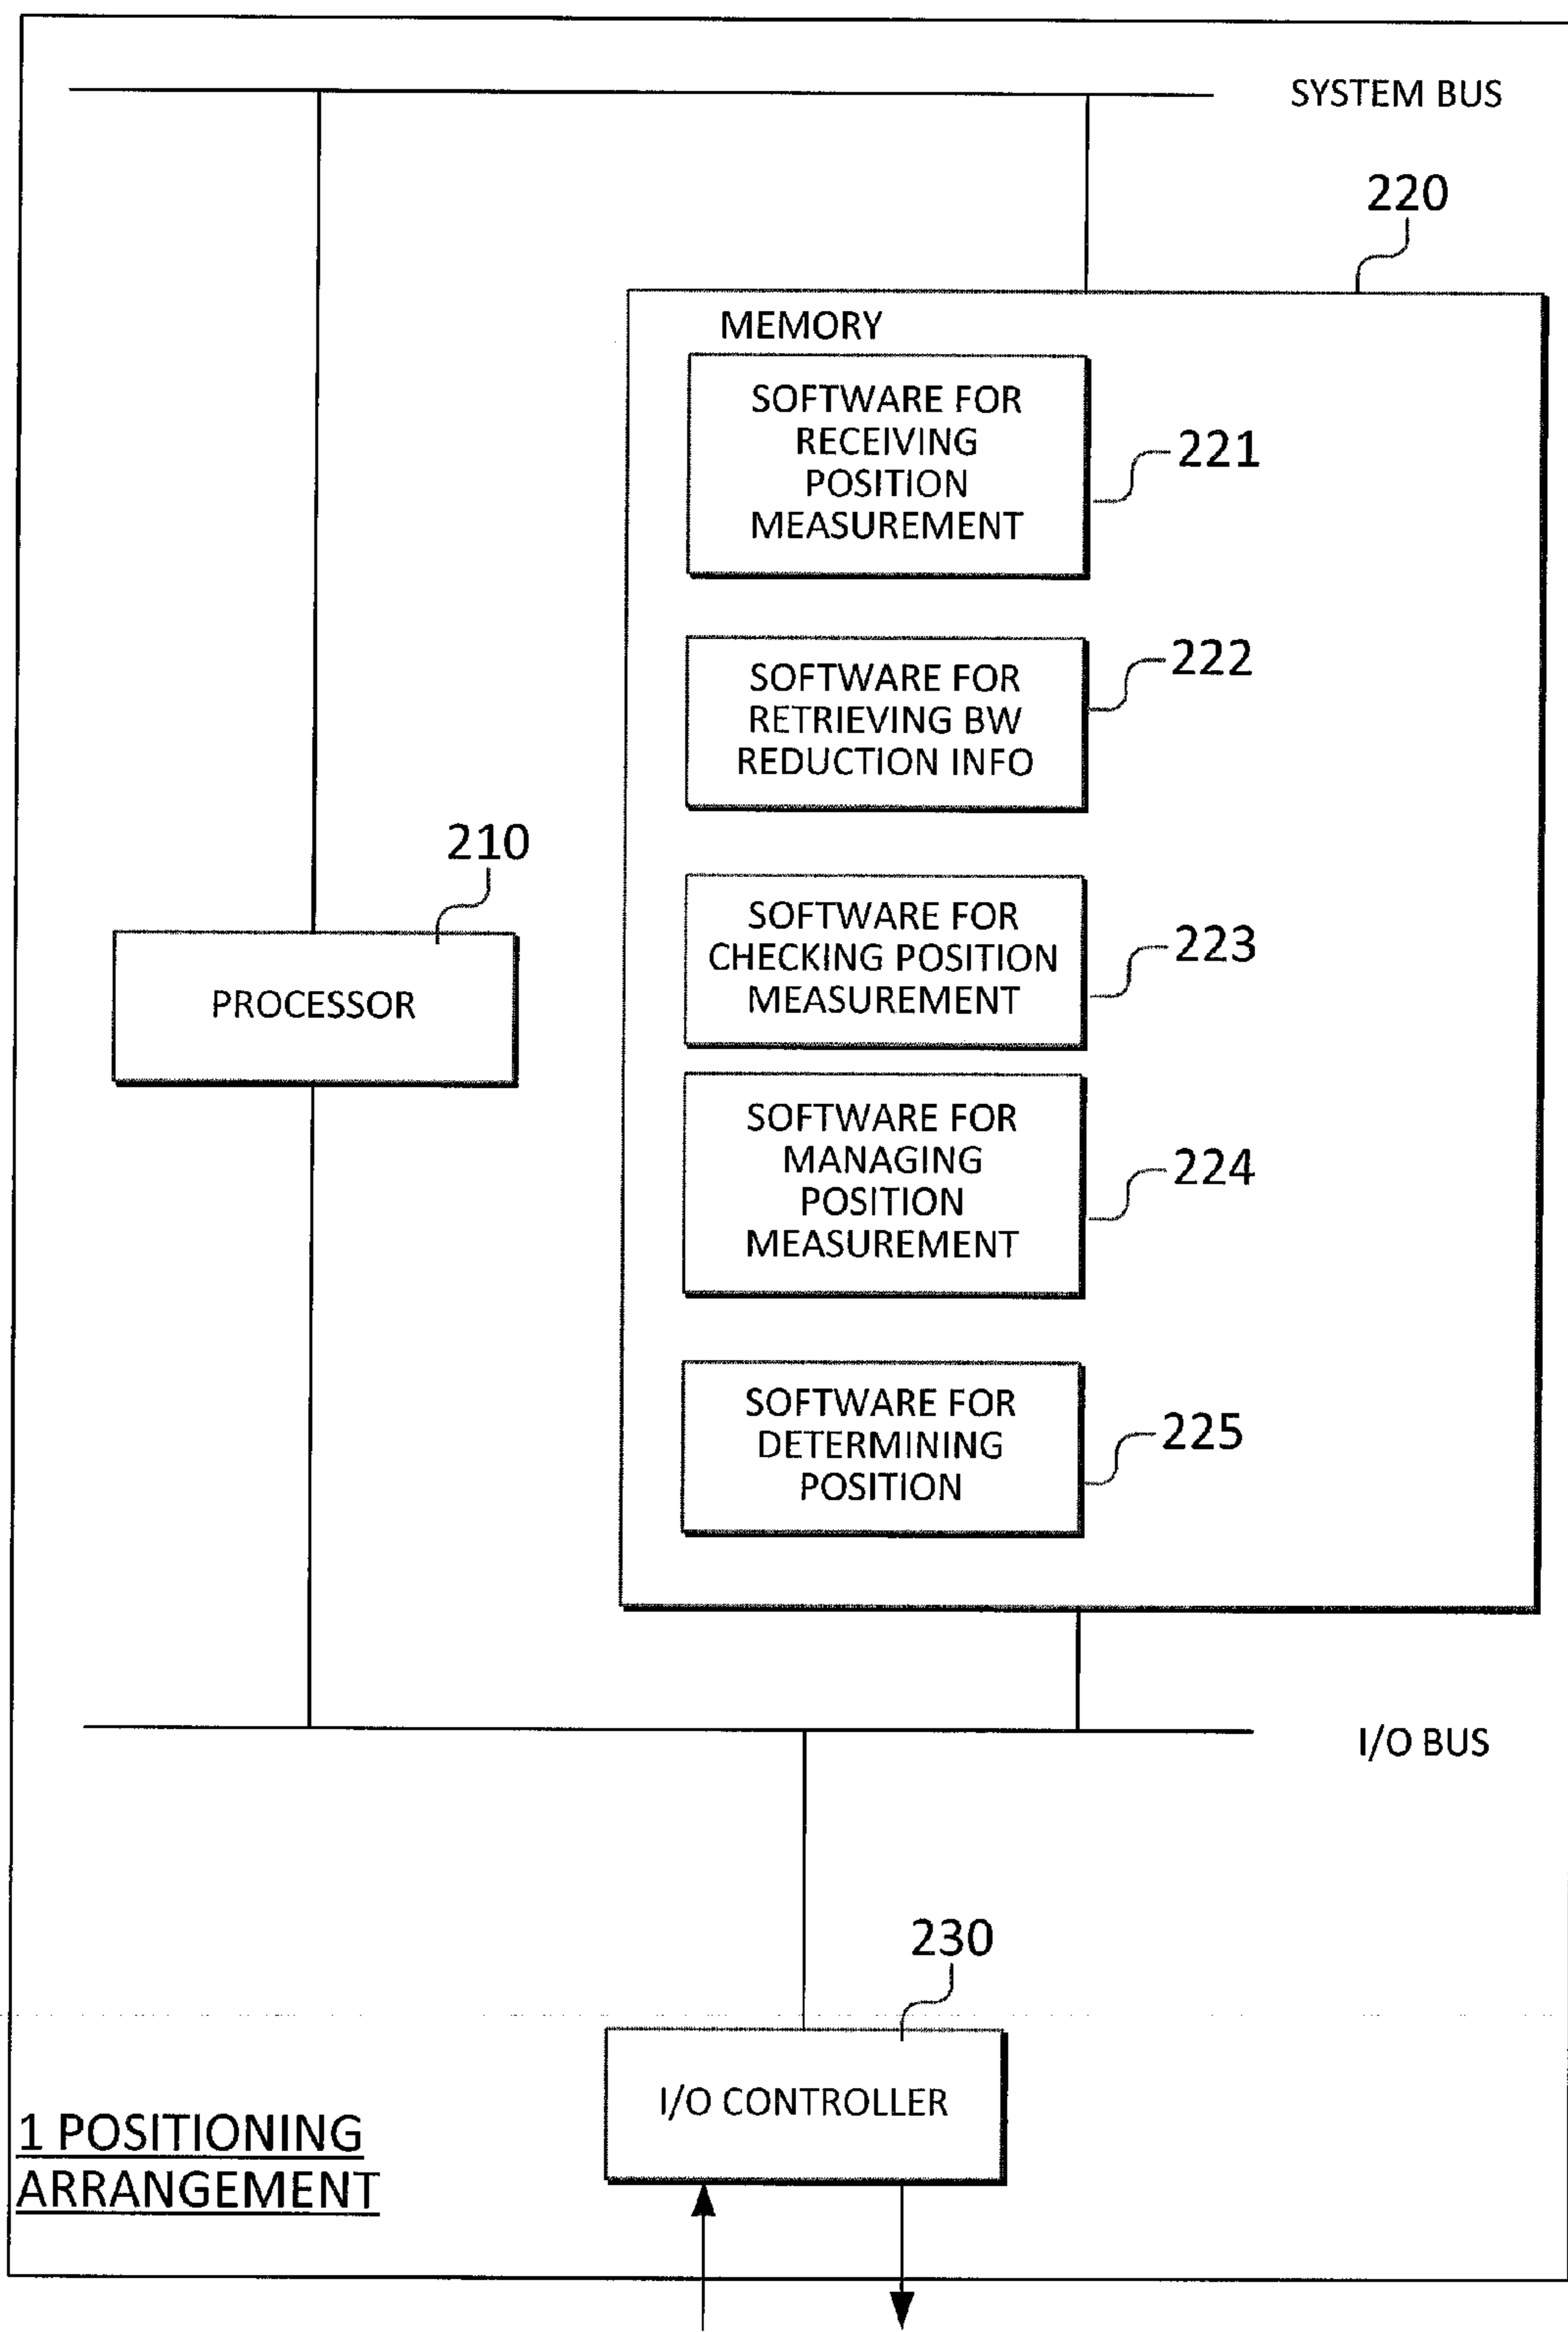 SYSTEM BUS
220
MEMORY
SOFTWARE FOR
RECEIVING
POSITION
MEASUREMENT
221
SOFTWARE FOR
RETRIEVING BW
REDUCTION INFO
222
210
PROCESSOR
SOFTWARE FOR
CHECKING POSITION
MEASUREMENT
223
SOFTWARE FOR
MANAGING
POSITION
MEASUREMENT
224
SOFTWARE FOR
DETERMINING
POSITION
225
I/O BUS
230
I/O CONTROLLER
1 POSITIONING
ARRANGEMENT